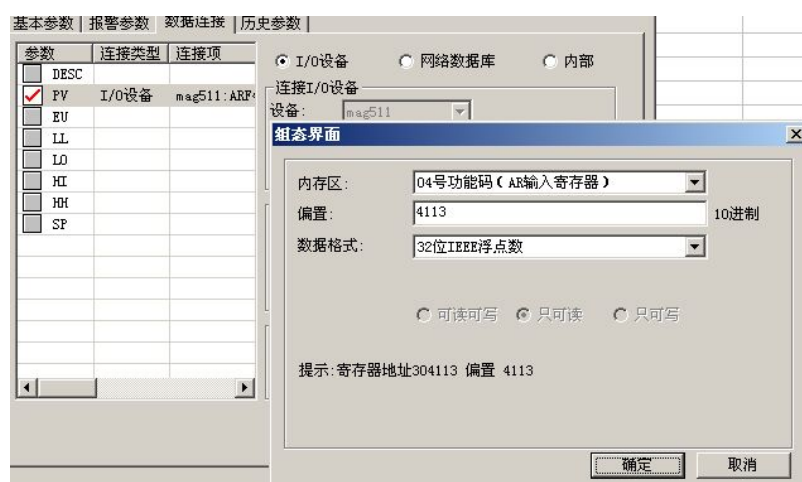 基本参数 报警参数 数据连接 历史参数
参数 连接类型 连接项
DESC
PV I/O设备 mag511:ARF4
EU
LL
LO
HI
HH
SP
I/O设备 网络数据库 内部
连接I/O设备
设备: mag511
组态界面
内存区: 04号功能码(AR输入寄存器)
偏置: 4113 10进制
数据格式: 32位IEEE浮点数
可读可写 只可读 只可写
提示:寄存器地址304113 偏置 4113
确定 取消